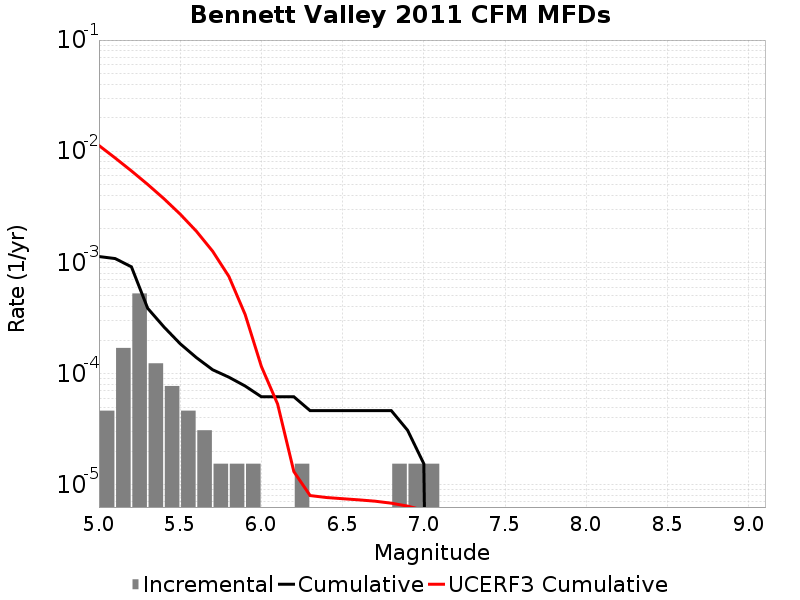 Bennett Valley 2011 CFM MFDs
10-1
10-2
10-3
10-4
10-5
Rate (1/yr)
5.0 5.5 6.0 6.5 7.0 7.5 8.0 8.5 9.0
Magnitude
Incremental Cumulative UCERF3 Cumulative